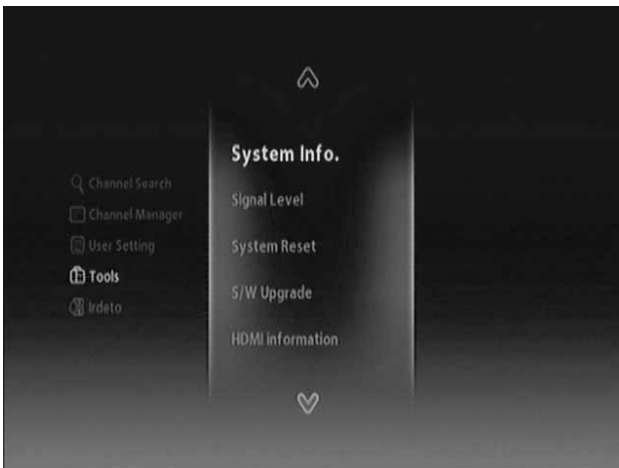 Channel Search
Channel Manager
User Setting
Tools
Irdeto
System Info.
Signal Level
System Reset
S/W Upgrade
HDMI information